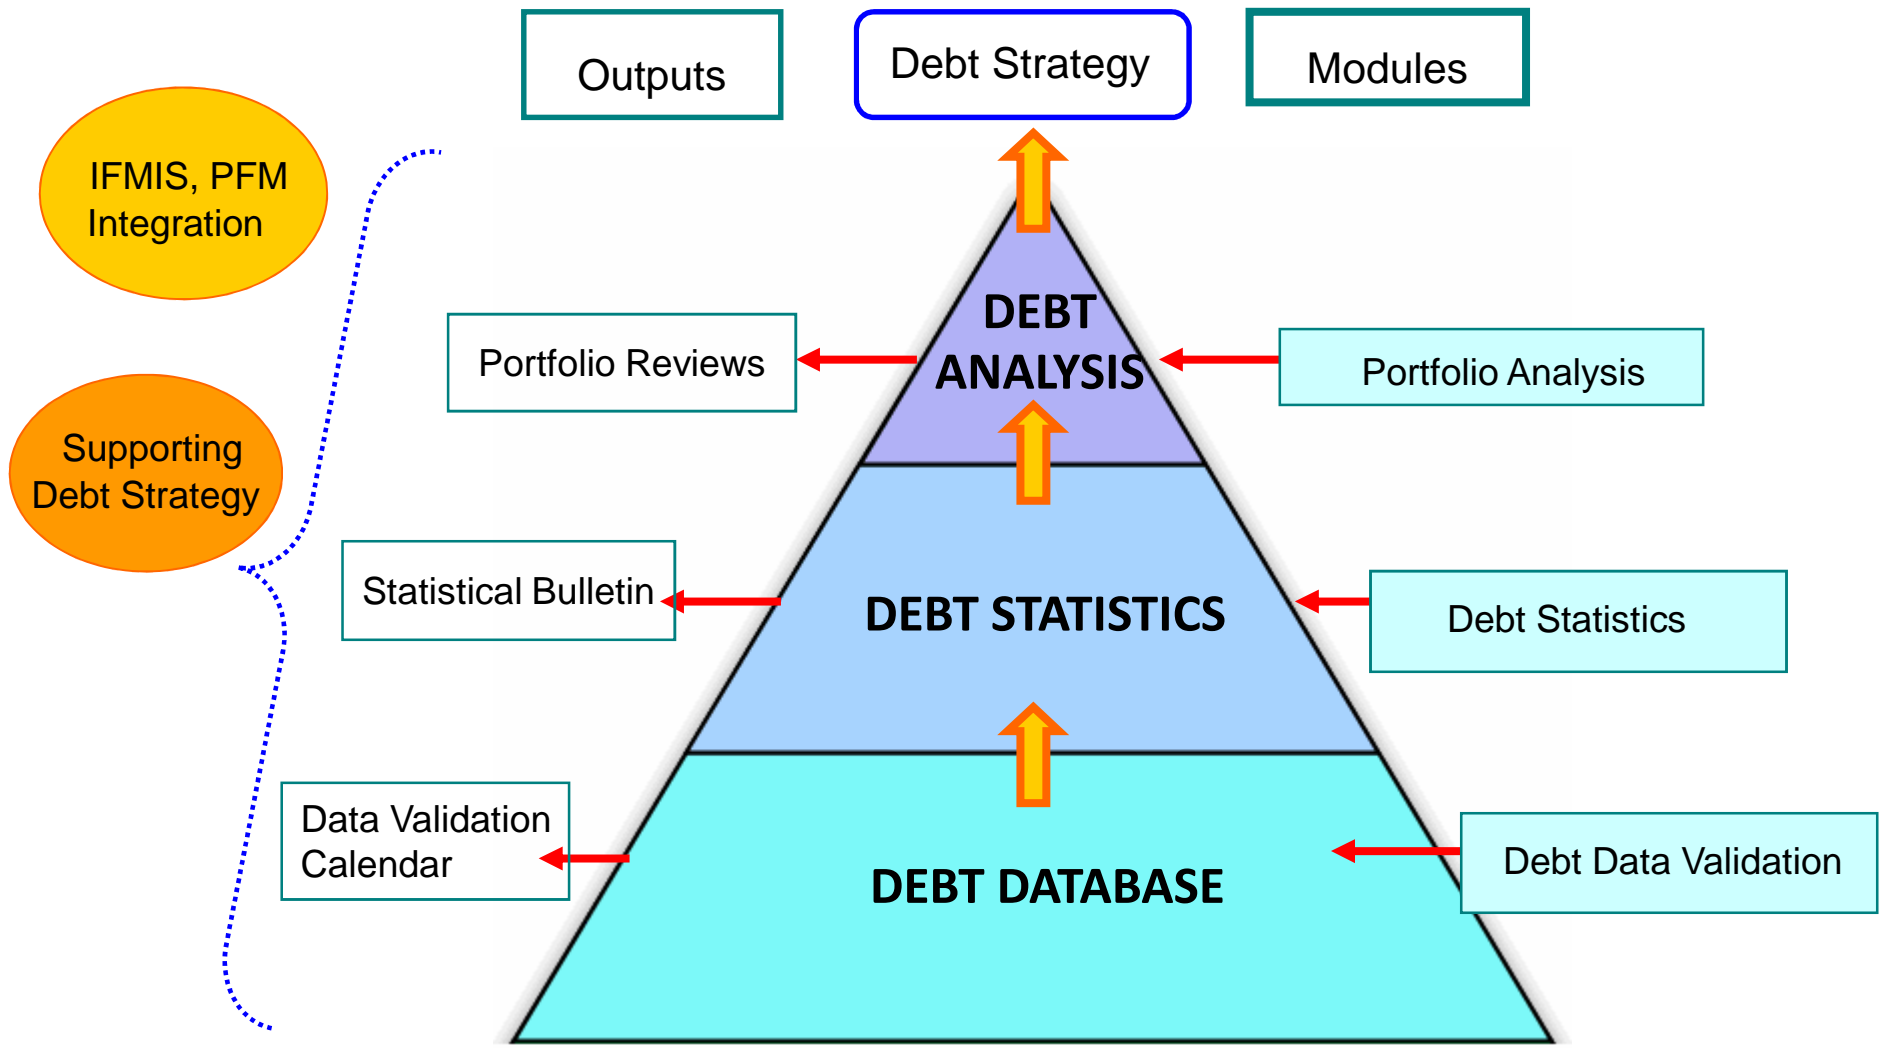 Outputs
Debt Strategy
Modules
IFMIS, PFM
Integration
DEBT
ANALYSIS
Portfolio Reviews
Portfolio Analysis
Supporting
Debt Strategy
Statistical Bulletin
DEBT STATISTICS
Debt Statistics
Data Validation
Calendar
DEBT DATABASE
Debt Data Validation